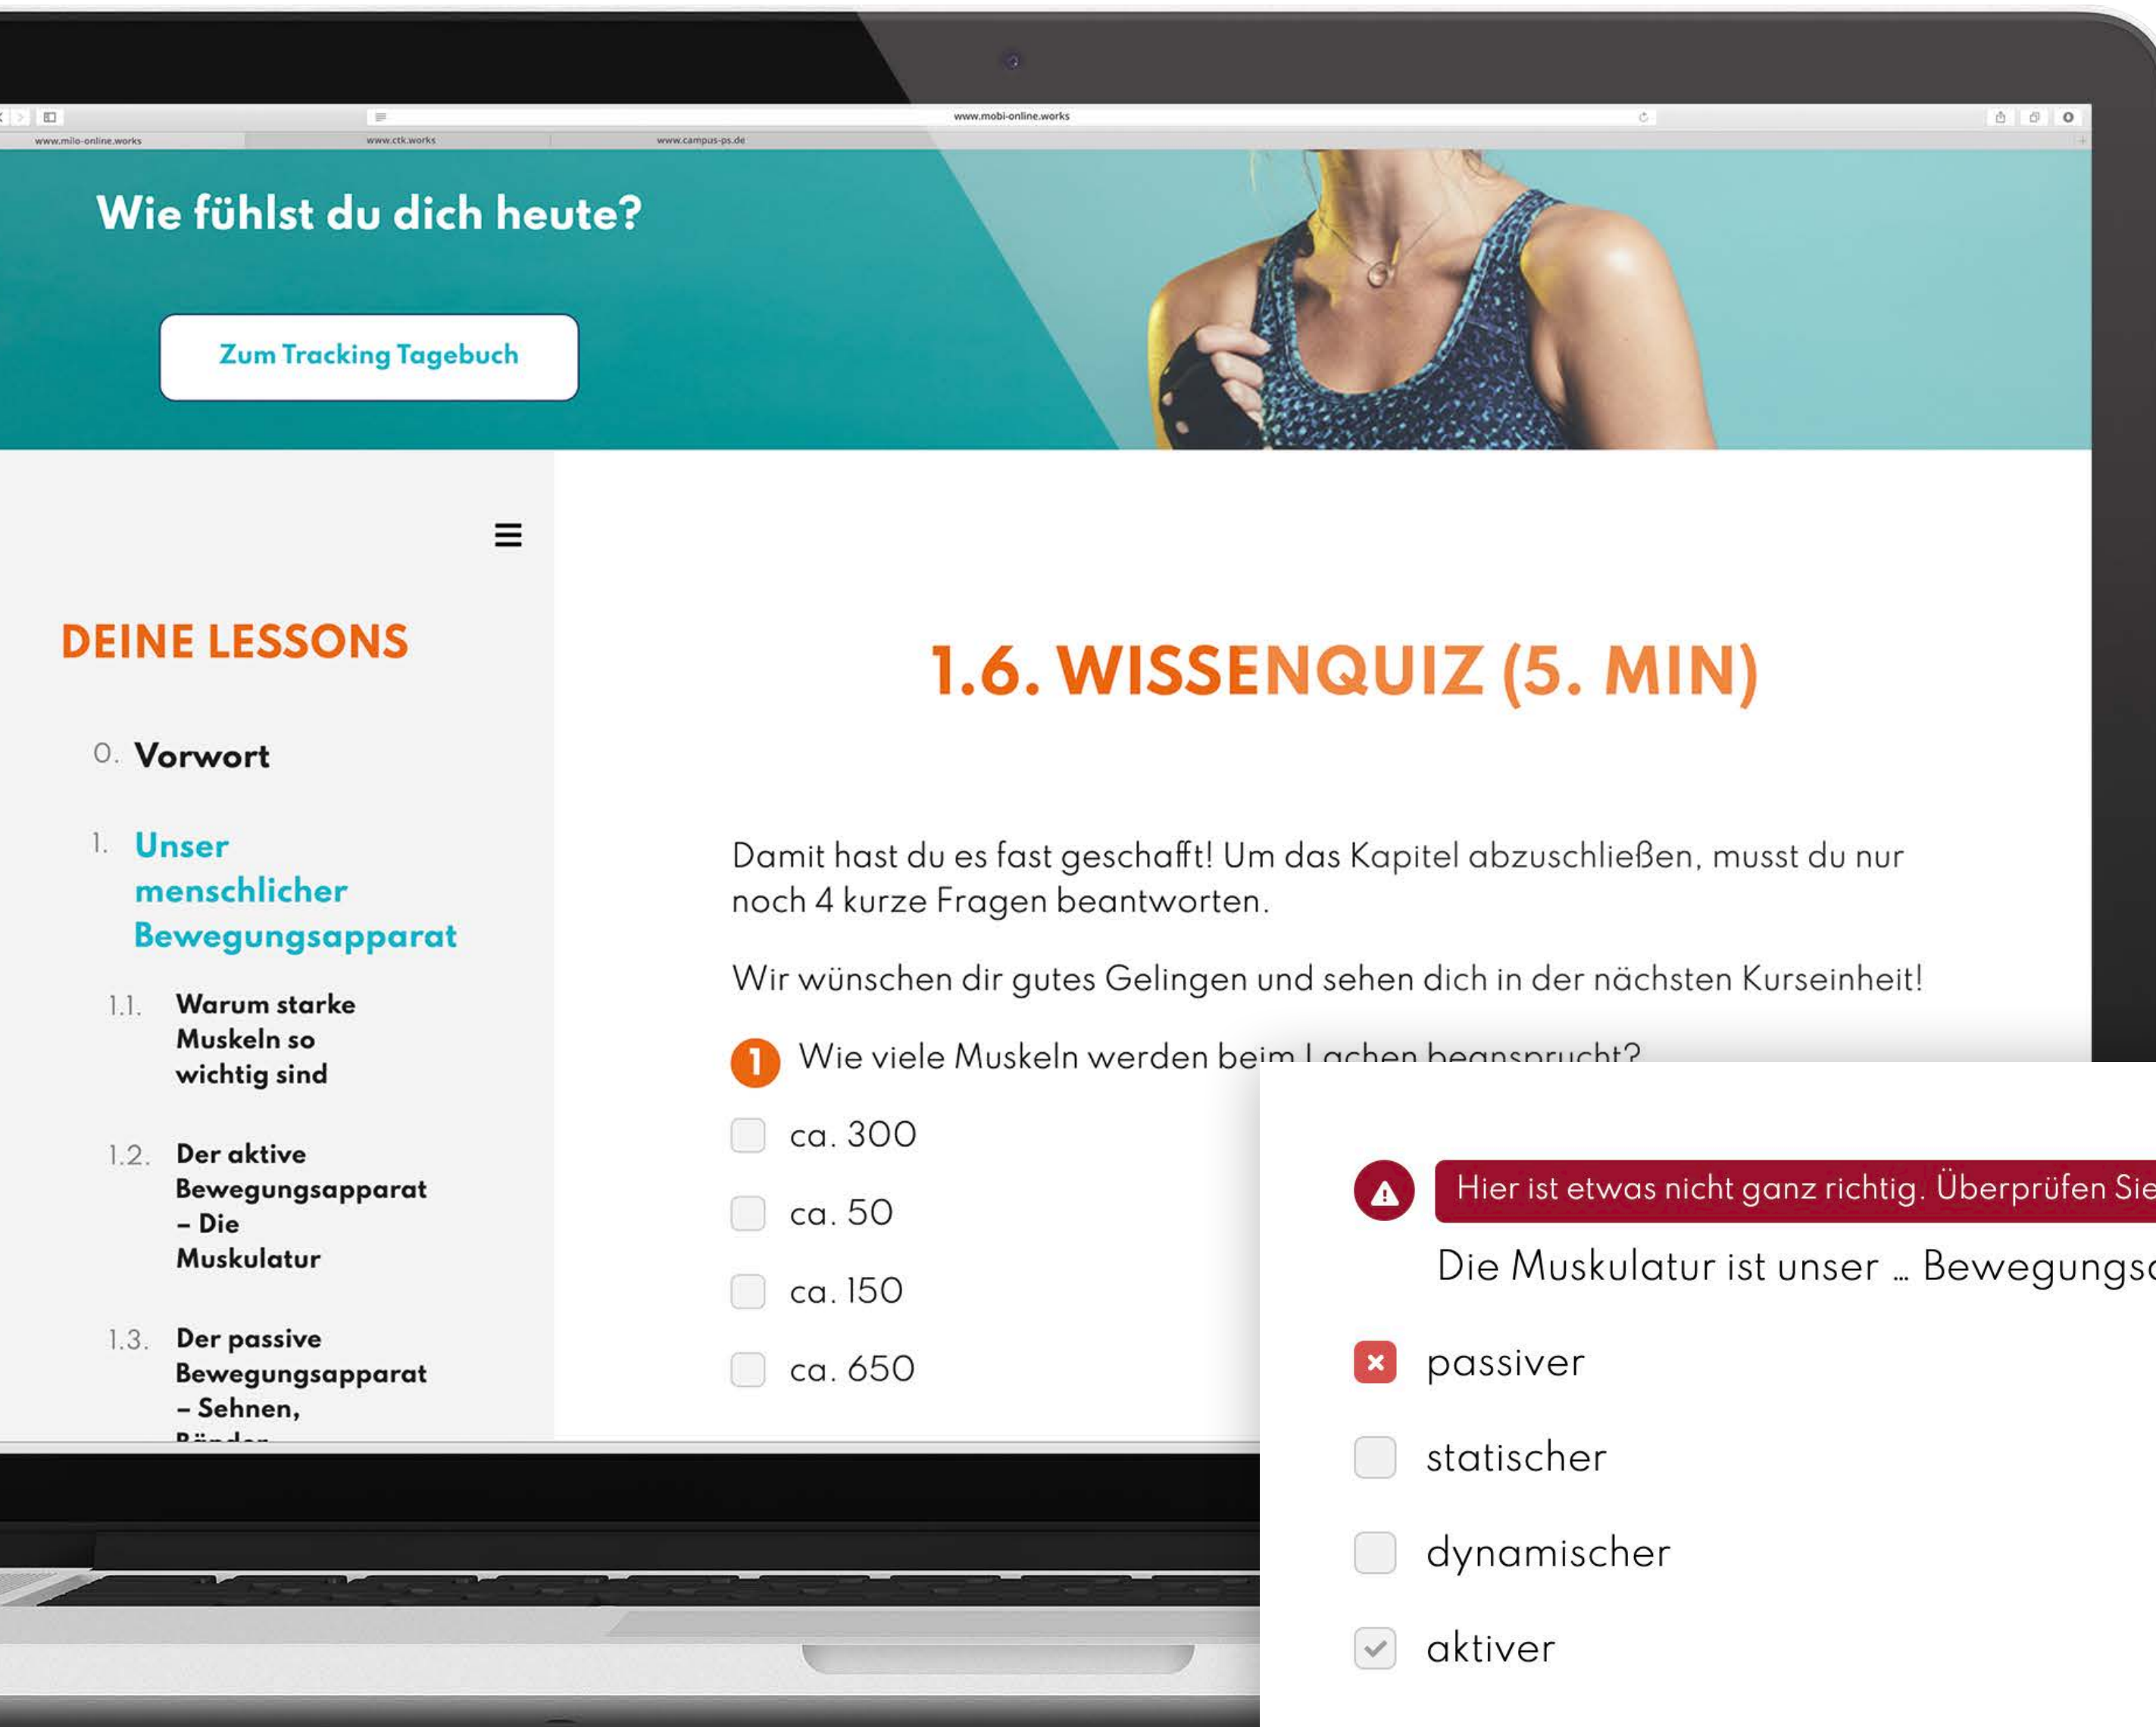 www.mobi-online.works
www.milo-online.works
www.ctk.works
www.campus-ps.de
Wie fühlst du dich heute?
Zum Tracking Tagebuch
DEINE LESSONS
0. Vorwort
1. Unser
menschlicher
Bewegungsapparat
1.1. Warum starke
Muskeln so
wichtig sind
1.2. Der aktive
Bewegungsapparat
– Die
Muskulatur
1.3. Der passive
Bewegungsapparat
– Sehnen,
1.6. WISSENQUIZ (5. MIN)
Damit hast du es fast geschafft! Um das Kapitel abzuschließen, musst du nur
noch 4 kurze Fragen beantworten.
Wir wünschen dir gutes Gelingen und sehen dich in der nächsten Kurseinheit!
1 Wie viele Muskeln werden beim Lachen beansprucht?
ca. 300
ca. 50
ca. 150
ca. 650
Hier ist etwas nicht ganz richtig. Überprüfen Sie
Die Muskulatur ist unser ... Bewegungsa
passiver
statischer
dynamischer
aktiver